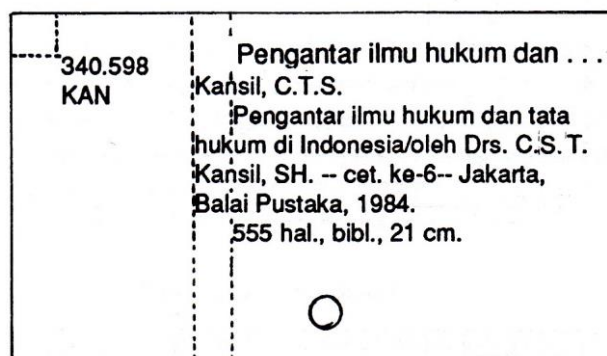 340.598
KAN
Pengantar ilmu hukum dan . . .
Kansil, C.T.S.
Pengantar ilmu hukum dan tata
hukum di Indonesia/oleh Drs. C.S.T.
Kansil, SH. -- cet. ke-6-- Jakarta,
Balai Pustaka, 1984.
555 hal., bibl., 21 cm.